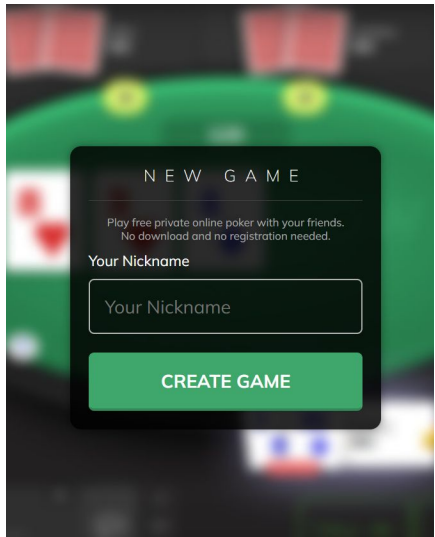 NEW GAME
Play free private online poker with your friends.
No download and no registration needed.
Your Nickname
Your Nickname
CREATE GAME